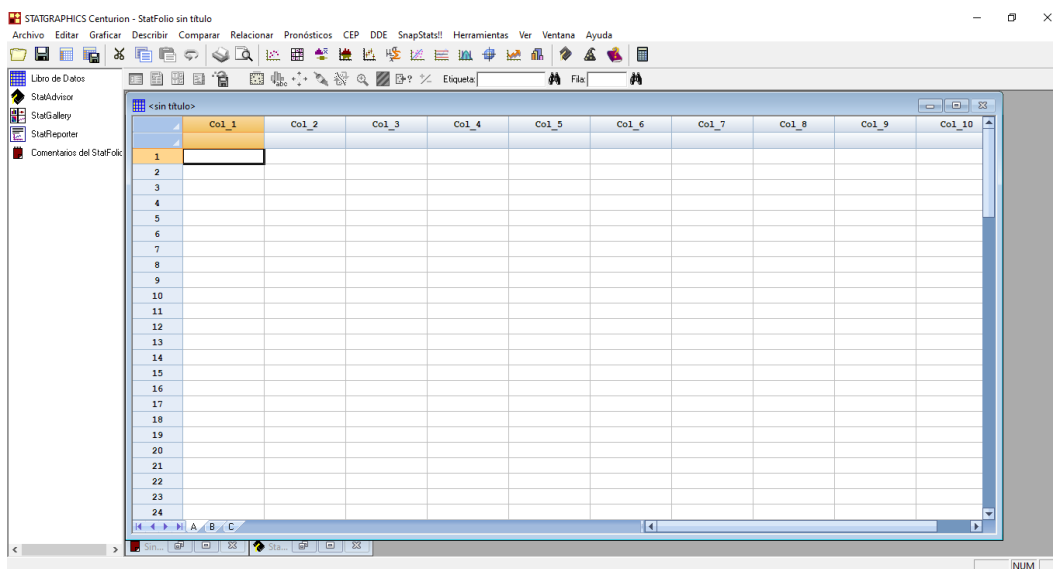 STATGRAPHICS Centurion - StatFolio sin título
Archivo Editar Graficar Describir Comparar Relacionar Pronósticos CEP DDE SnapStats!! Herramientas Ver Ventana Ayuda
Etiqueta: Fila:
Libro de Datos
StatAdvisor
StatGallery
StatReporter
Comentarios del StatFolio
<sin título>
Col_1 Col_2 Col_3 Col_4 Col_5 Col_6 Col_7 Col_8 Col_9 Col_10
1
2
3
4
5
6
7
8
9
10
11
12
13
14
15
16
17
18
19
20
21
22
23
24
A B C
Sin... Sta...
NUM